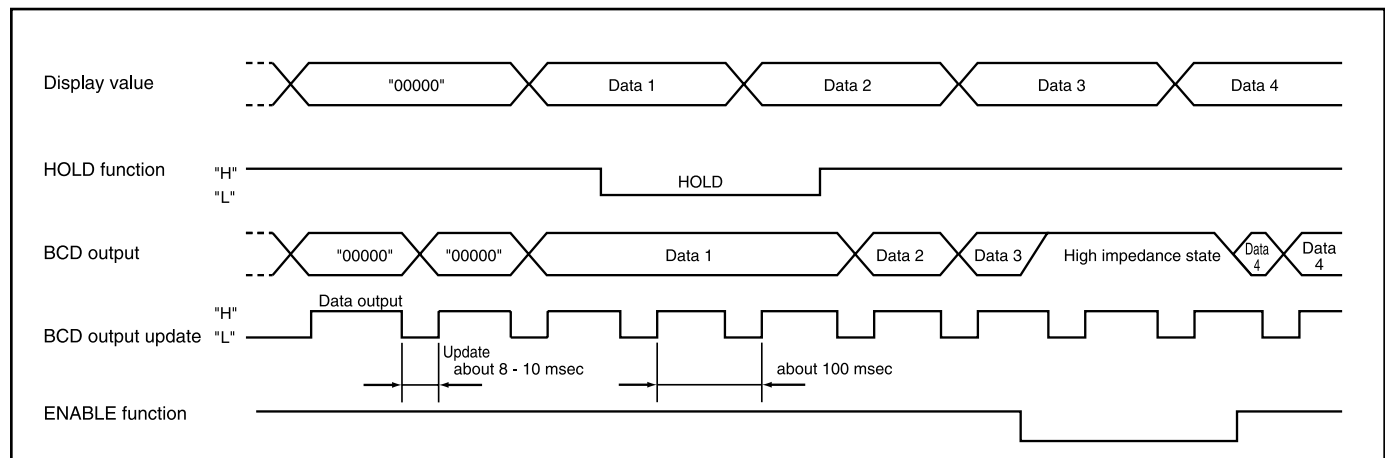 Display value "00000" Data 1 Data 2 Data 3 Data 4
HOLD function "H"
"L" HOLD
BCD output "00000" "00000" Data 1 Data 2 Data 3 High impedance state Data 4 Data 4
Data output
"H"
BCD output update "L"
Update
about 8 - 10 msec about 100 msec
ENABLE function